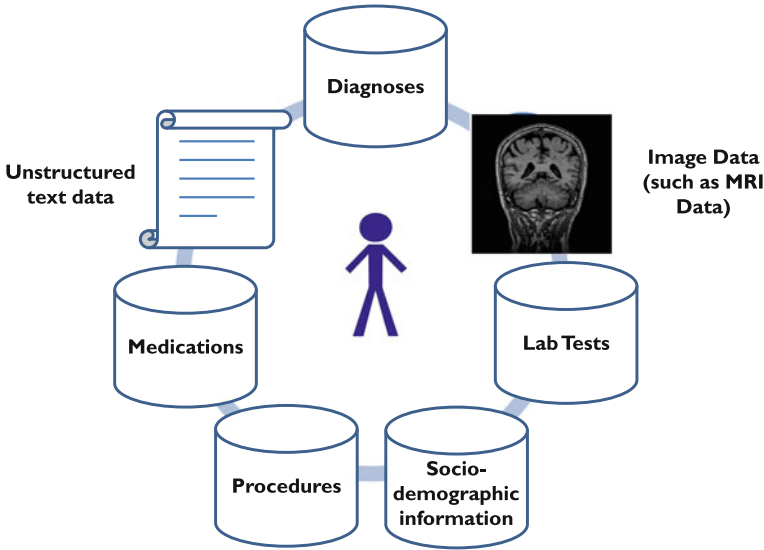 Diagnoses
Unstructured
text data
Image Data
(such as MRI
Data)
Medications
Lab Tests
Procedures
Socio-
demographic
information